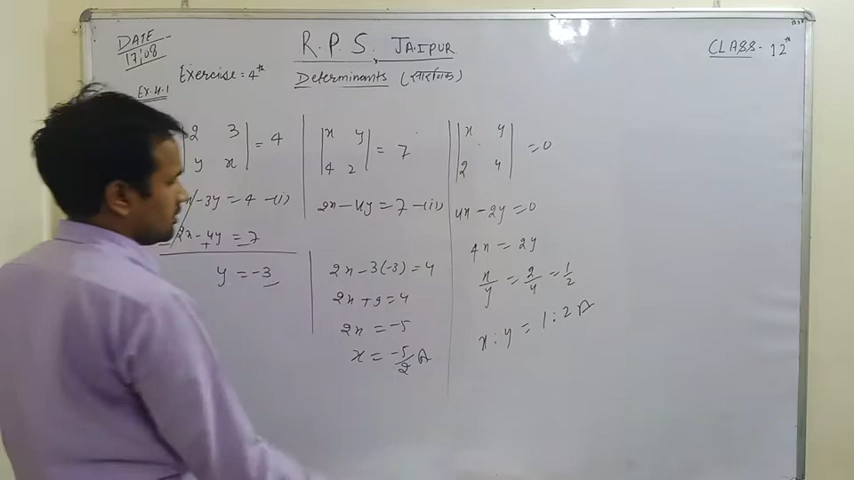 DATE
17/08
R.P.S. JAIPUR
CLASS- 12th
Exercise: 4th
Determinants (सारणिक)
EX.4.1
2 3
y x
= 4
-3y = 4 -(i)
2x-4y = 7
y = -3
x y
4 2
= 7
2x-4y = 7 -(ii)
2x-3(-3) = 4
2x+9 = 4
2x = -5
x = -5/2 A
x y
2 4
= 0
4x-2y = 0
4x = 2y
x/y = 2/4 = 1/2
x:y = 1:2 A